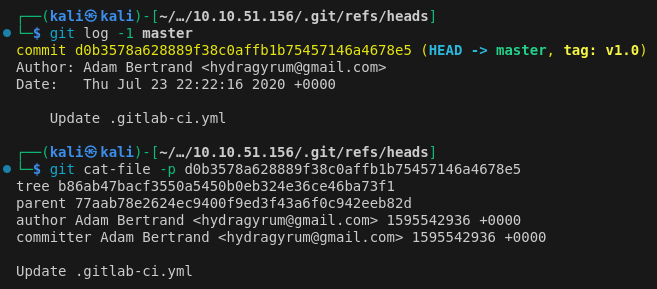 ┌──(kali㉿kali)-[~/…/10.10.51.156/.git/refs/heads]
└─$ git log -1 master
commit d0b3578a628889f38c0affb1b75457146a4678e5 (HEAD -> master, tag: v1.0)
Author: Adam Bertrand <hydragyrum@gmail.com>
Date:   Thu Jul 23 22:22:16 2020 +0000

    Update .gitlab-ci.yml

┌──(kali㉿kali)-[~/…/10.10.51.156/.git/refs/heads]
└─$ git cat-file -p d0b3578a628889f38c0affb1b75457146a4678e5
tree b86ab47bacf3550a5450b0eb324e36ce46ba73f1
parent 77aab78e2624ec9400f9ed3f43a6f0c942eeb82d
author Adam Bertrand <hydragyrum@gmail.com> 1595542936 +0000
committer Adam Bertrand <hydragyrum@gmail.com> 1595542936 +0000

Update .gitlab-ci.yml